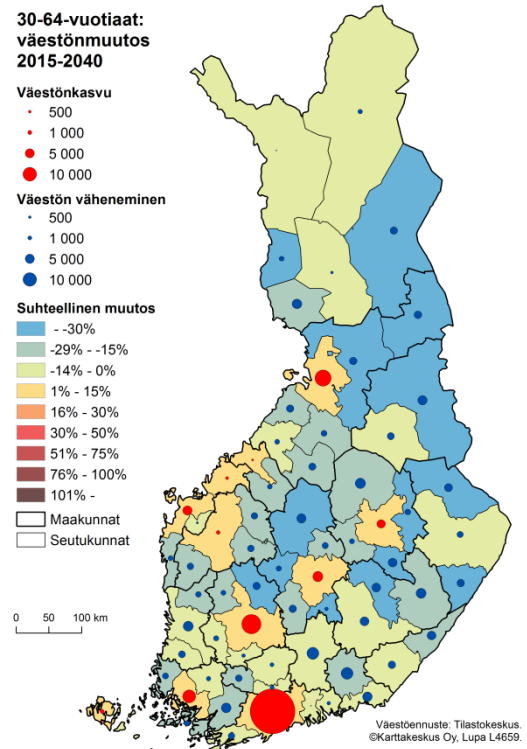 30-64-vuotiaat:
väestönmuutos
2015-2040
Väestönkasvu
500
1 000
5 000
10 000
Väestön väheneminen
500
1 000
5 000
10 000
Suhteellinen muutos
- -30%
-29% - -15%
-14% - 0%
1% - 15%
16% - 30%
30% - 50%
51% - 75%
76% - 100%
101% -
Maakunnat
Seutukunnat
0 50 100 km
Väestöennuste: Tilastokeskus.
©Karttakeskus Oy, Lupa L4659.